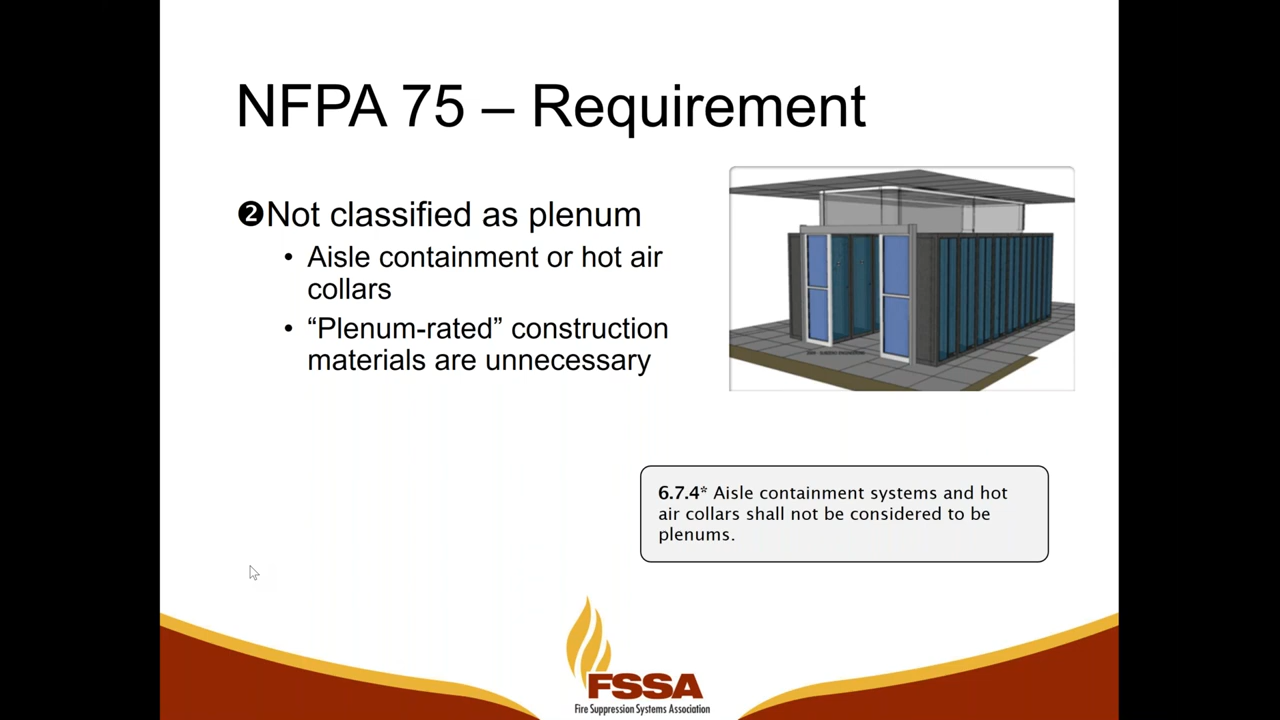 NFPA 75 – Requirement
❷Not classified as plenum
• Aisle containment or hot air
collars
• “Plenum-rated” construction
materials are unnecessary
6.7.4* Aisle containment systems and hot
air collars shall not be considered to be
plenums.
FSSA
Fire Suppression Systems Association